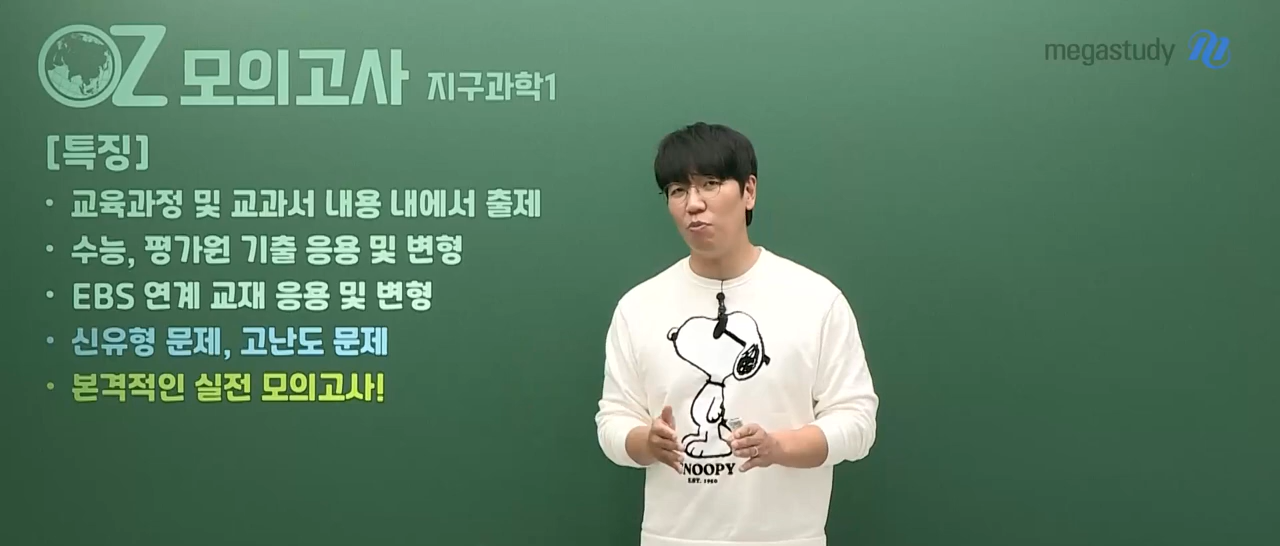 OZ 모의고사 지구과학1
megastudy
[특징]
• 교육과정 및 교과서 내용 내에서 출제
• 수능, 평가원 기출 응용 및 변형
• EBS 연계 교재 응용 및 변형
• 신유형 문제, 고난도 문제
• 본격적인 실전 모의고사!
SNOOPY
EST. 1950